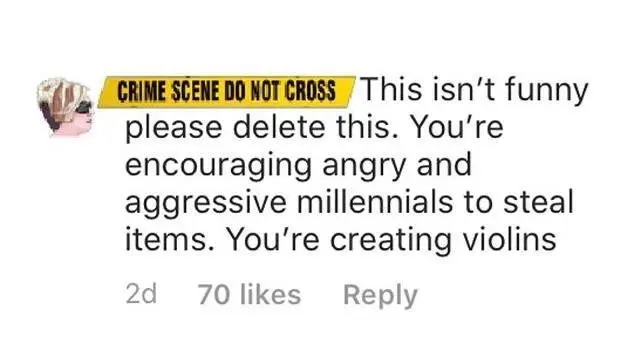 CRIME SCENE DO NOT CROSS This isn't funny
please delete this. You're
encouraging angry and
aggressive millennials to steal
items. You're creating violins
2d 70 likes Reply